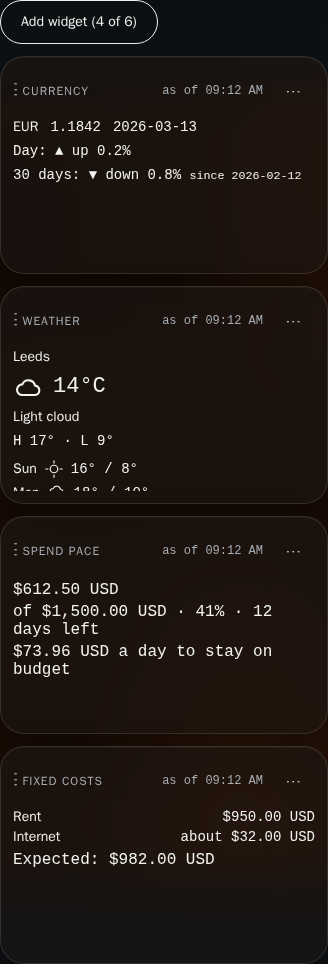 Add widget (4 of 6)
CURRENCY as of 09:12 AM ...
EUR 1.1842 2026-03-13
Day: ▲ up 0.2%
30 days: ▼ down 0.8% since 2026-02-12
WEATHER as of 09:12 AM ...
Leeds
14°C
Light cloud
H 17° · L 9°
Sun 16° / 8°
SPEND PACE as of 09:12 AM ...
$612.50 USD
of $1,500.00 USD · 41% · 12
days left
$73.96 USD a day to stay on
budget
FIXED COSTS as of 09:12 AM ...
Rent $950.00 USD
Internet about $32.00 USD
Expected: $982.00 USD